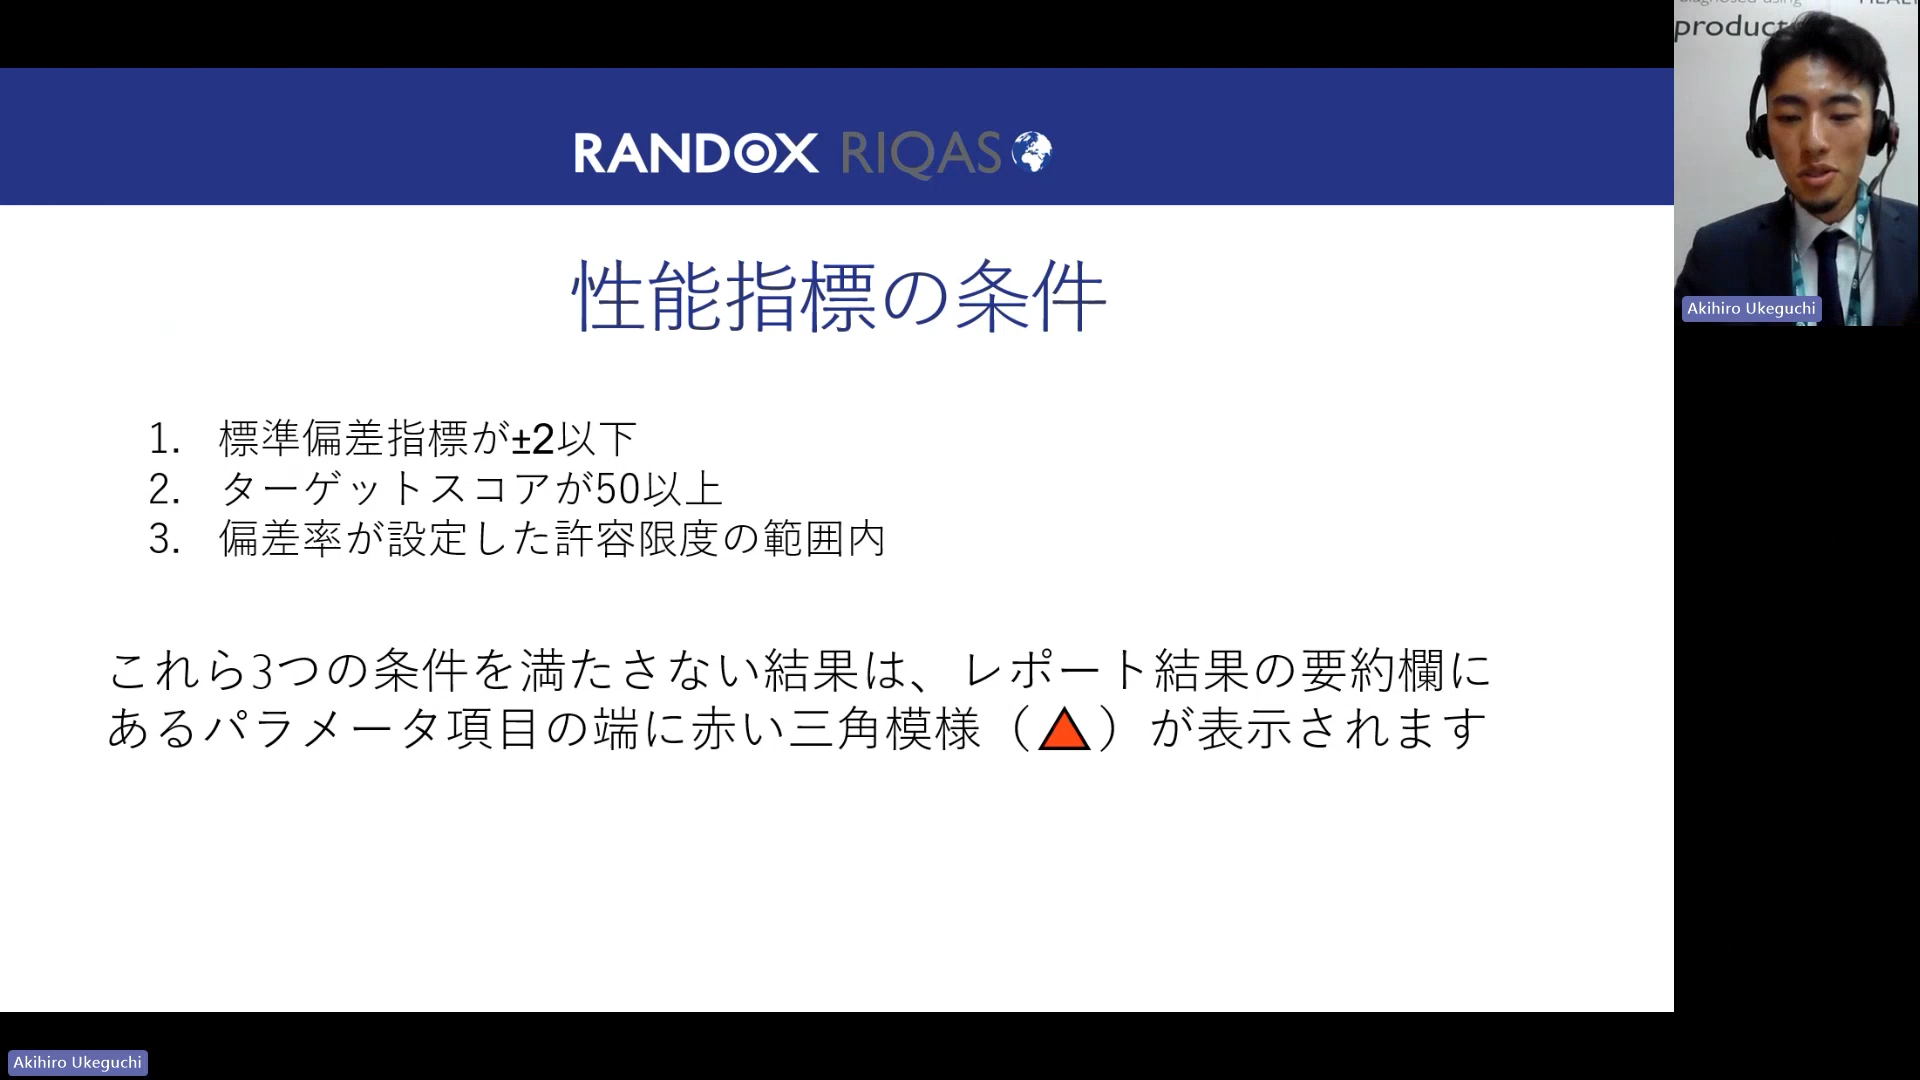 RANDOX RIQAS
性能指標の条件
1. 標準偏差指標が±2以下
2. ターゲットスコアが50以上
3. 偏差率が設定した許容限度の範囲内
これら3つの条件を満たさない結果は、レポート結果の要約欄に
あるパラメータ項目の端に赤い三角模様（▲）が表示されます
products
Akihiro Ukeguchi
Akihiro Ukeguchi